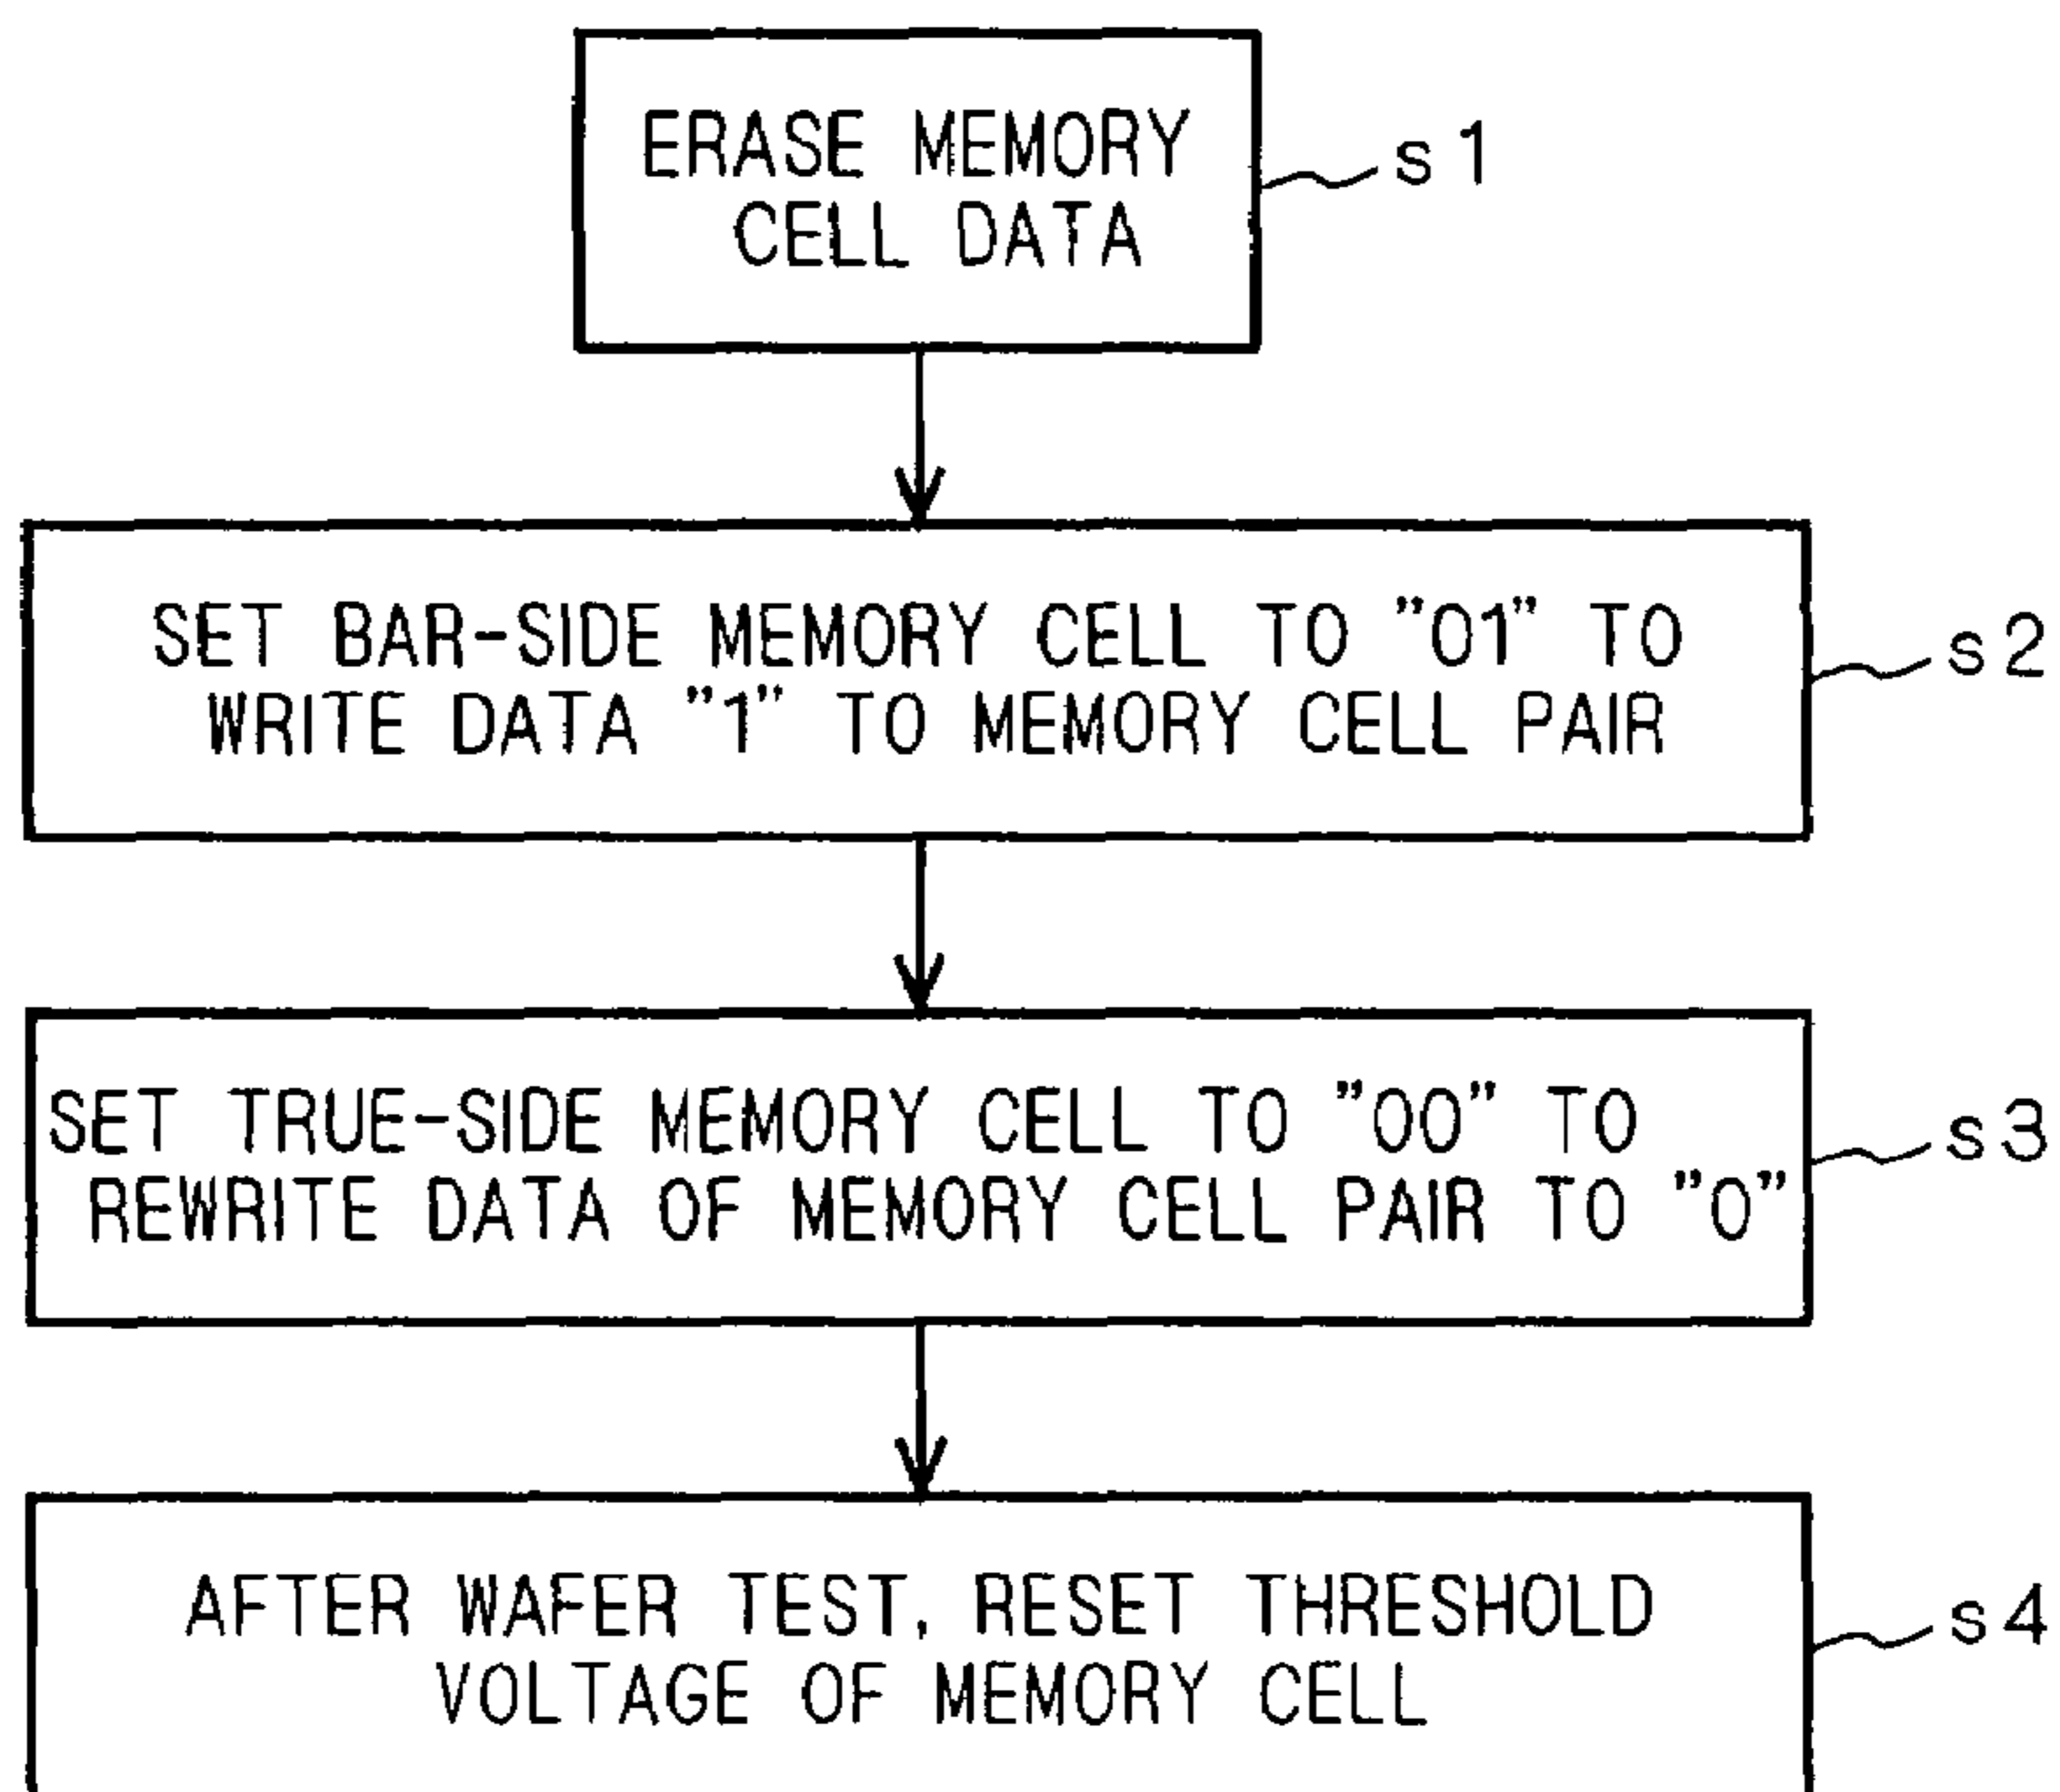 ERASE MEMORY
CELL DATA
s1
SET BAR-SIDE MEMORY CELL TO "01" TO
WRITE DATA "1" TO MEMORY CELL PAIR
s2
SET TRUE-SIDE MEMORY CELL TO "00" TO
REWRITE DATA OF MEMORY CELL PAIR TO "0"
s3
AFTER WAFER TEST, RESET THRESHOLD
VOLTAGE OF MEMORY CELL
s4